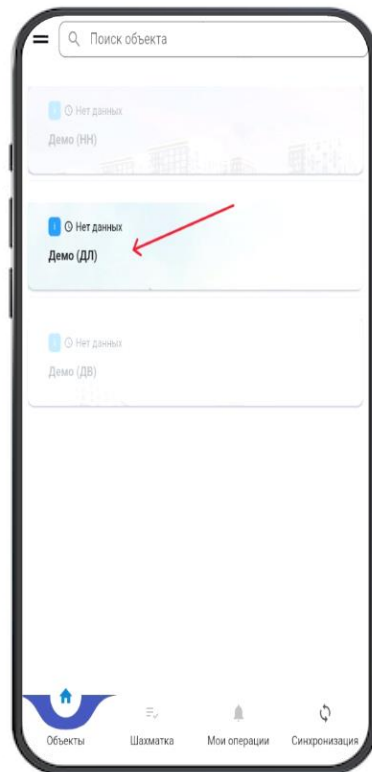 Поиск объекта
Нет данных
Демо (НН)
Нет данных
Демо (ДЛ)
Нет данных
Демо (ДВ)
Объекты
Шахматка
Мои операции
Синхронизация